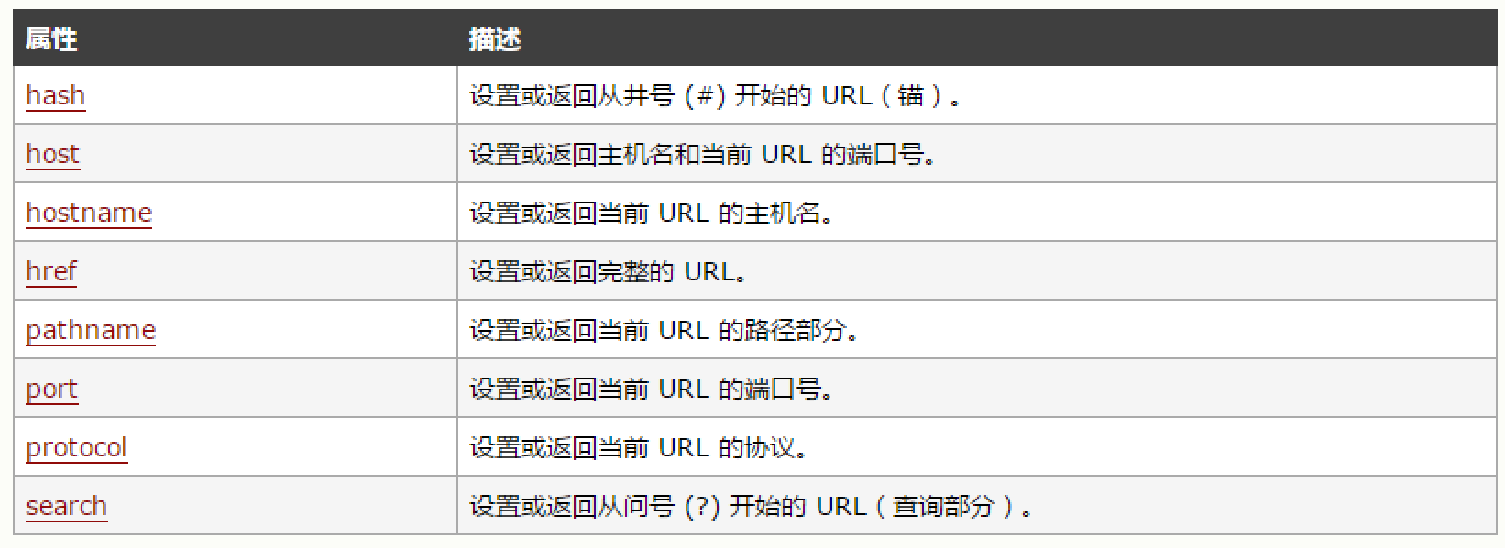 属性 描述
hash 设置或返回从井号 (#) 开始的 URL（锚）。
host 设置或返回主机名和当前 URL 的端口号。
hostname 设置或返回当前 URL 的主机名。
href 设置或返回完整的 URL。
pathname 设置或返回当前 URL 的路径部分。
port 设置或返回当前 URL 的端口号。
protocol 设置或返回当前 URL 的协议。
search 设置或返回从问号 (?) 开始的 URL（查询部分）。